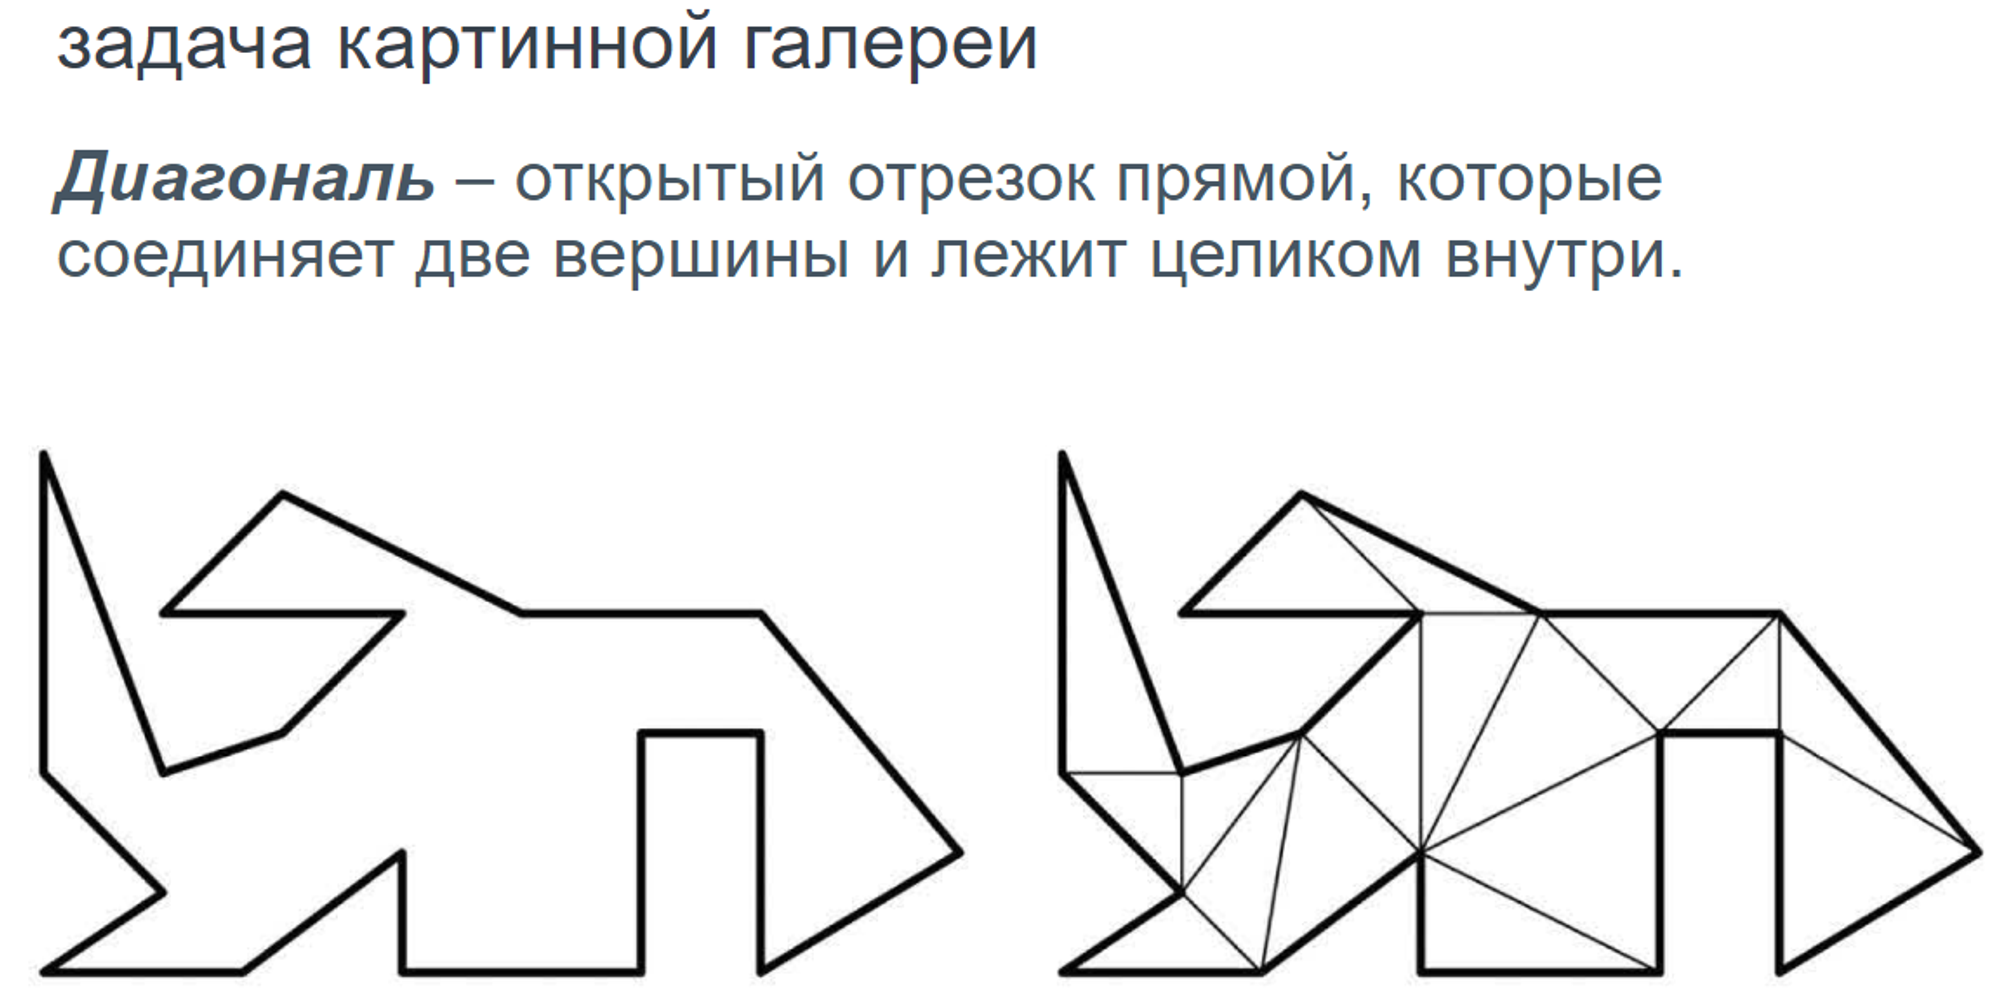 задача картинной галереи
Диагональ – открытый отрезок прямой, которые
соединяет две вершины и лежит целиком внутри.